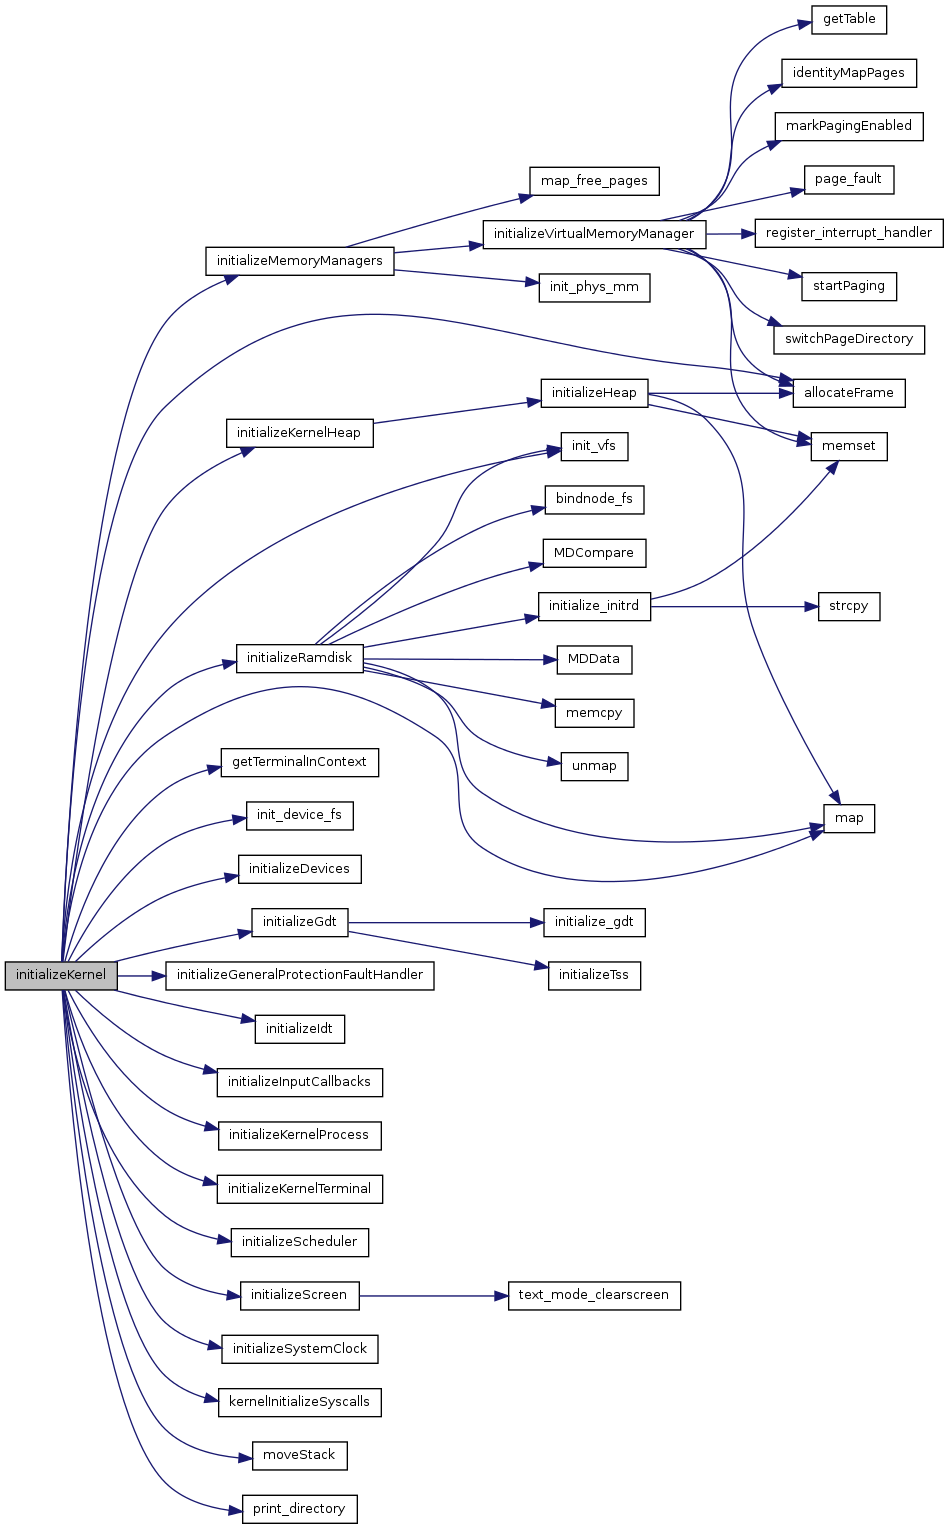 getTable
identityMapPages
markPagingEnabled
map_free_pages
page_fault
initializeVirtualMemoryManager
register_interrupt_handler
initializeMemoryManagers
init_phys_mm
startPaging
switchPageDirectory
initializeHeap
allocateFrame
initializeKernelHeap
init_vfs
memset
bindnode_fs
MDCompare
initialize_initrd
strcpy
initializeRamdisk
MDData
memcpy
getTerminalInContext
unmap
init_device_fs
map
initializeDevices
initializeGdt
initialize_gdt
initializeKernel
initializeGeneralProtectionFaultHandler
initializeTss
initializeIdt
initializeInputCallbacks
initializeKernelProcess
initializeKernelTerminal
initializeScheduler
initializeScreen
text_mode_clearscreen
initializeSystemClock
kernelInitializeSyscalls
moveStack
print_directory